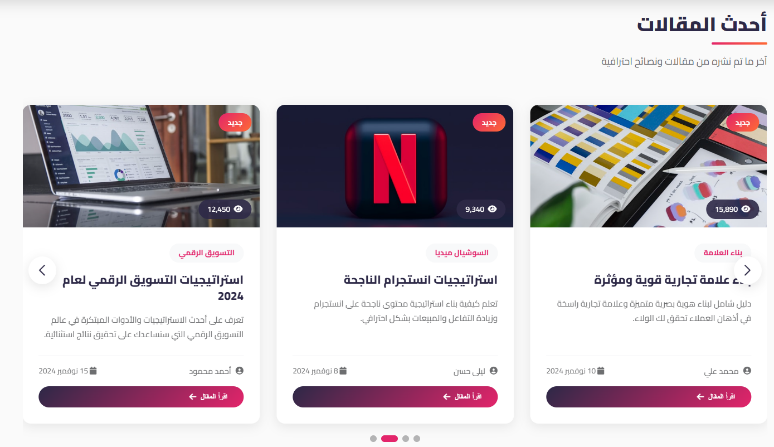 أحدث المقالات
آخر ما تم نشره من مقالات ونصائح احترافية
جديد
15,890
بناء العلامة
علامة تجارية قوية ومؤثرة
دليل شامل لبناء هوية بصرية متميزة وعلامة تجارية راسخة
في أذهان العملاء تحقق لك الولاء.
محمد علي
10 نوفمبر 2024
اقرأ المقال
جديد
N
9,340
السوشيال ميديا
استراتيجيات انستجرام الناجحة
تعلم كيفية بناء استراتيجية محتوى ناجحة على انستجرام
وزيادة التفاعل والمبيعات بشكل احترافي.
ليلى حسن
8 نوفمبر 2024
اقرأ المقال
جديد
12,450
التسويق الرقمي
استراتيجيات التسويق الرقمي لعام
2024
تعرف على أحدث الاستراتيجيات والأدوات المبتكرة في عالم
التسويق الرقمي التي ستساعدك على تحقيق نتائج استثنائية.
أحمد محمود
15 نوفمبر 2024
اقرأ المقال